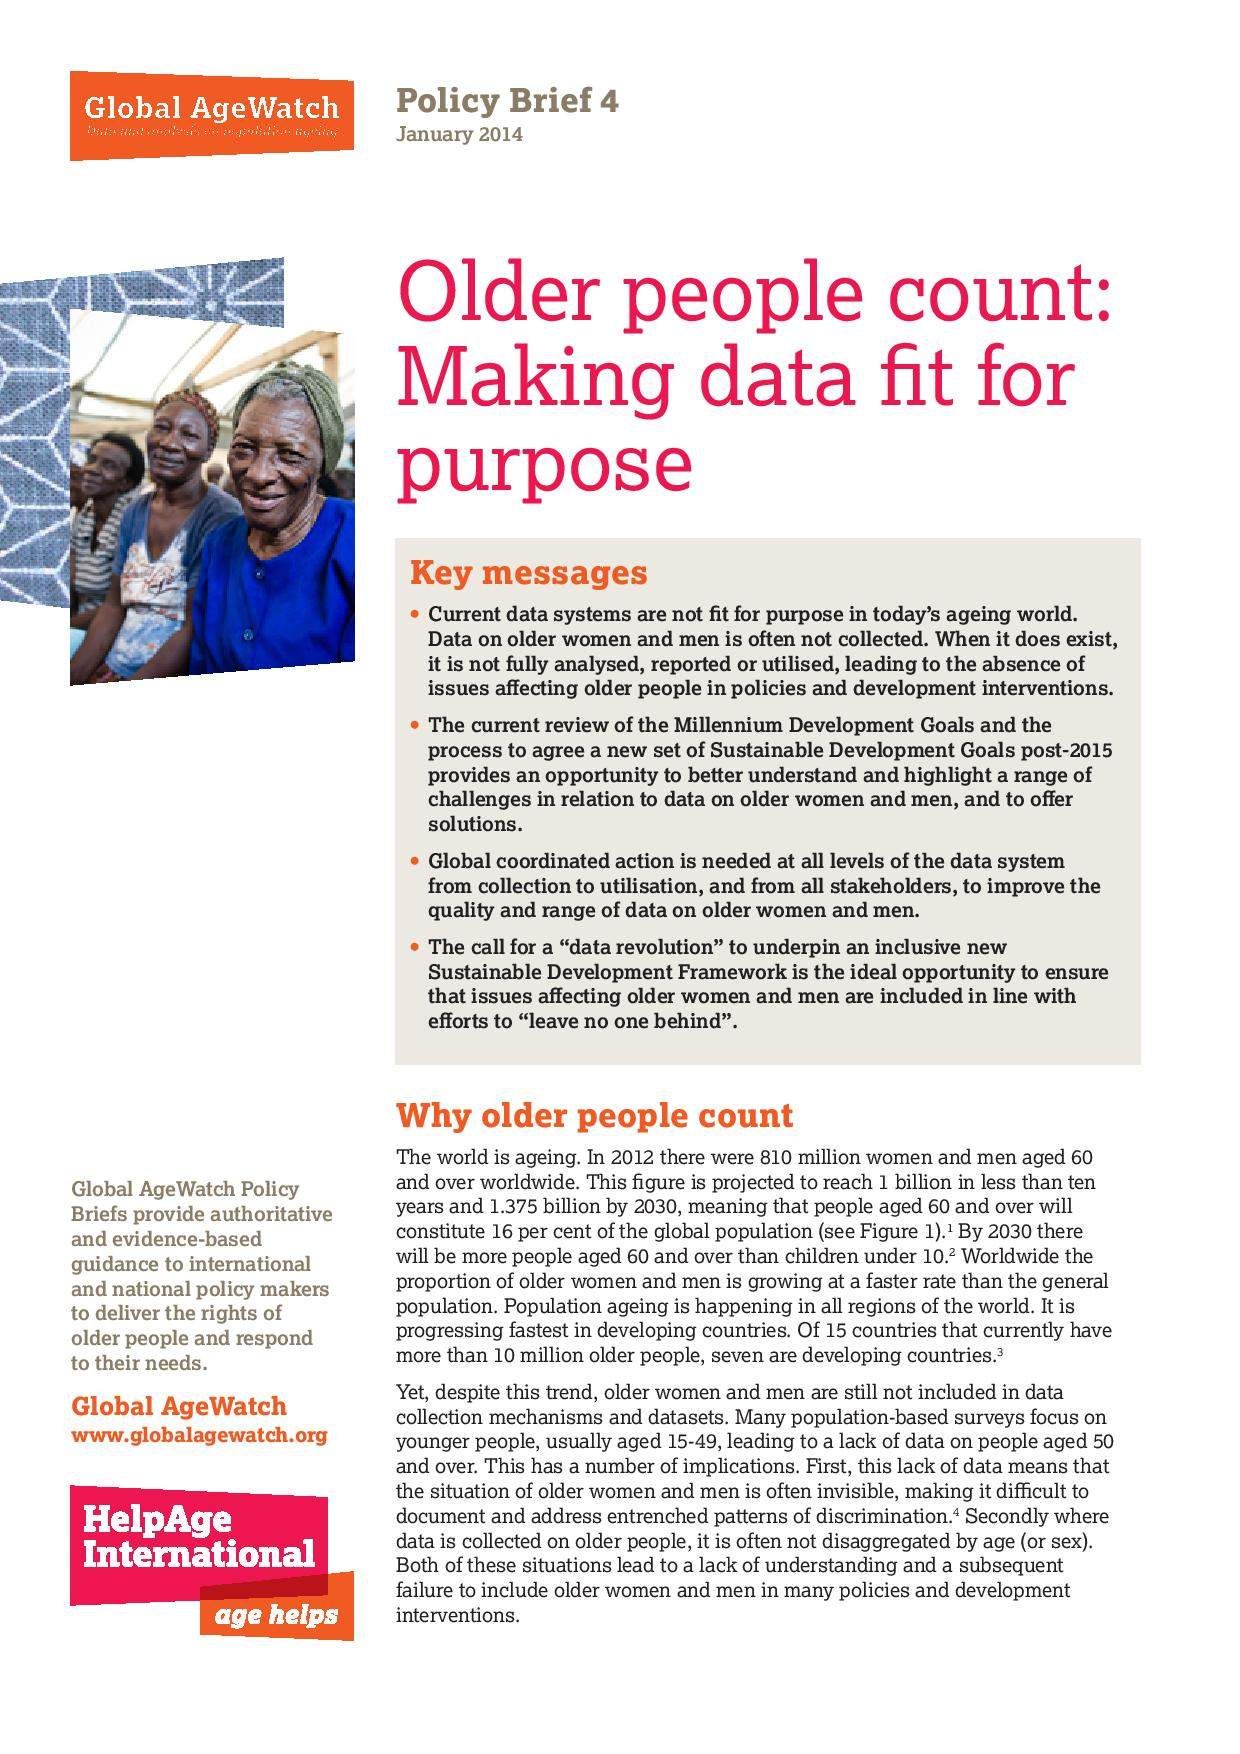 Global AgeWatch
Policy Brief 4
January 2014
Older people count:
Making data fit for
purpose
Key messages
• Current data systems are not fit for purpose in today’s ageing world.
Data on older women and men is often not collected. When it does exist,
it is not fully analysed, reported or utilised, leading to the absence of
issues affecting older people in policies and development interventions.
• The current review of the Millennium Development Goals and the
process to agree a new set of Sustainable Development Goals post-2015
provides an opportunity to better understand and highlight a range of
challenges in relation to data on older women and men, and to offer
solutions.
• Global coordinated action is needed at all levels of the data system
from collection to utilisation, and from all stakeholders, to improve the
quality and range of data on older women and men.
• The call for a “data revolution” to underpin an inclusive new
Sustainable Development Framework is the ideal opportunity to ensure
that issues affecting older women and men are included in line with
efforts to “leave no one behind”.
Why older people count
The world is ageing. In 2012 there were 810 million women and men aged 60
and over worldwide. This figure is projected to reach 1 billion in less than ten
years and 1.375 billion by 2030, meaning that people aged 60 and over will
constitute 16 per cent of the global population (see Figure 1).¹ By 2030 there
will be more people aged 60 and over than children under 10.² Worldwide the
proportion of older women and men is growing at a faster rate than the general
population. Population ageing is happening in all regions of the world. It is
progressing fastest in developing countries. Of 15 countries that currently have
more than 10 million older people, seven are developing countries.³
Yet, despite this trend, older women and men are still not included in data
collection mechanisms and datasets. Many population-based surveys focus on
younger people, usually aged 15-49, leading to a lack of data on people aged 50
and over. This has a number of implications. First, this lack of data means that
the situation of older women and men is often invisible, making it difficult to
document and address entrenched patterns of discrimination.⁴ Secondly where
data is collected on older people, it is often not disaggregated by age (or sex).
Both of these situations lead to a lack of understanding and a subsequent
failure to include older women and men in many policies and development
interventions.
Global AgeWatch Policy
Briefs provide authoritative
and evidence-based
guidance to international
and national policy makers
to deliver the rights of
older people and respond
to their needs.
Global AgeWatch
www.globalagewatch.org
HelpAge
International
age helps